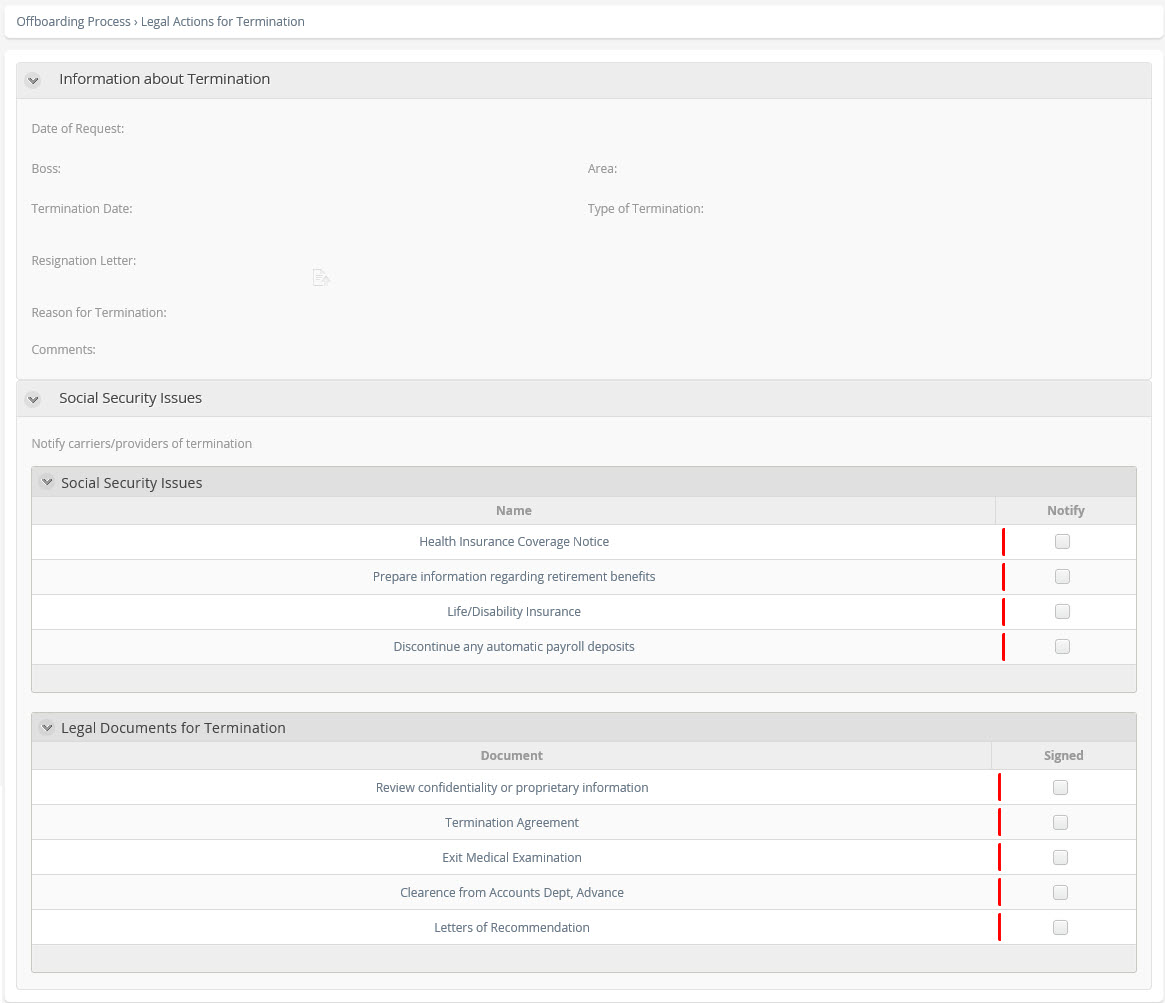 Offboarding Process › Legal Actions for Termination
Information about Termination
Date of Request:
Boss:
Area:
Termination Date:
Type of Termination:
Resignation Letter:
Reason for Termination:
Comments:
Social Security Issues
Notify carriers/providers of termination
Social Security Issues
Name Notify
Health Insurance Coverage Notice
Prepare information regarding retirement benefits
Life/Disability Insurance
Discontinue any automatic payroll deposits
Legal Documents for Termination
Document Signed
Review confidentiality or proprietary information
Termination Agreement
Exit Medical Examination
Clearence from Accounts Dept, Advance
Letters of Recommendation